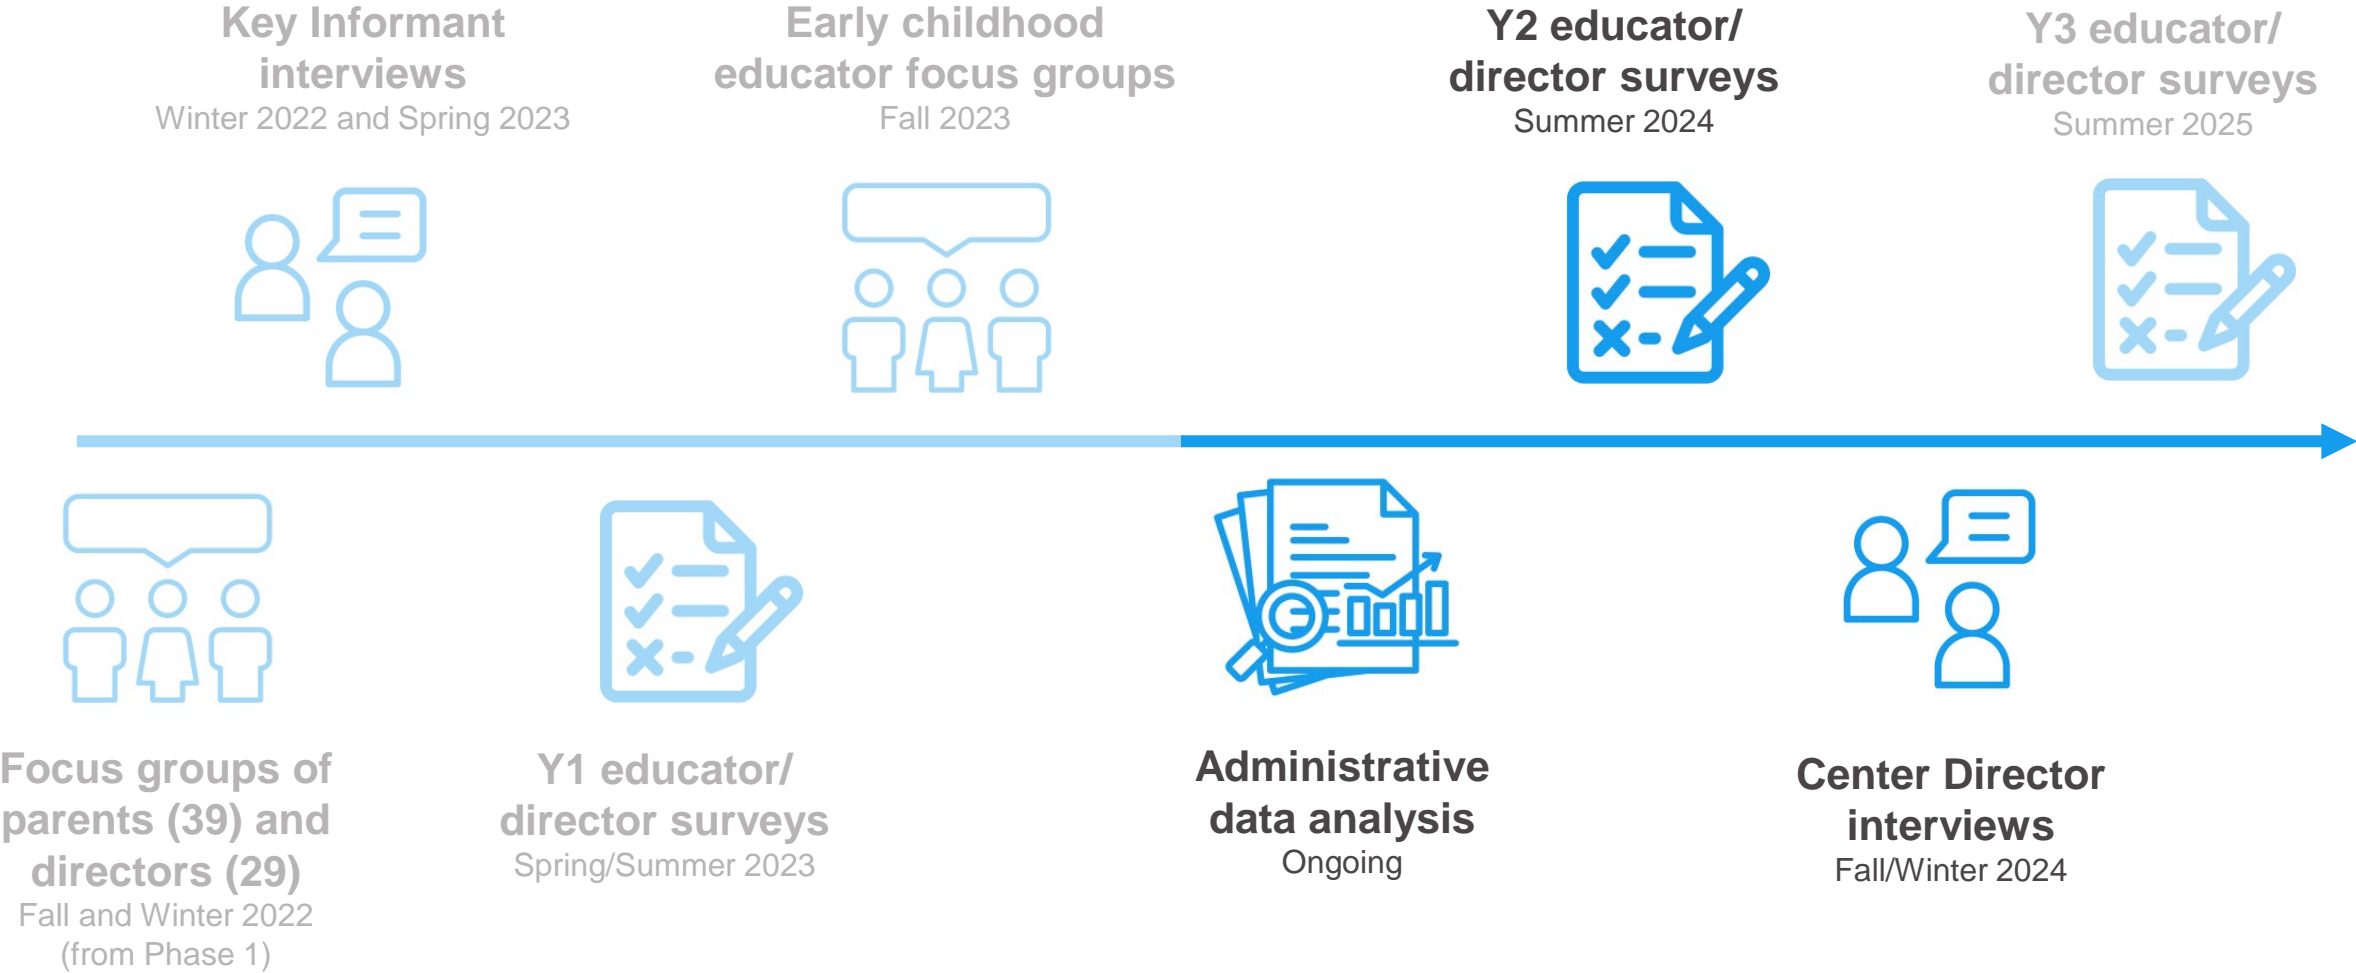 Key Informant
interviews
Winter 2022 and Spring 2023
Early childhood
educator focus groups
Fall 2023
Y2 educator/
director surveys
Summer 2024
Y3 educator/
director surveys
Summer 2025
Focus groups of
parents (39) and
directors (29)
Fall and Winter 2022
(from Phase 1)
Y1 educator/
director surveys
Spring/Summer 2023
Administrative
data analysis
Ongoing
Center Director
interviews
Fall/Winter 2024